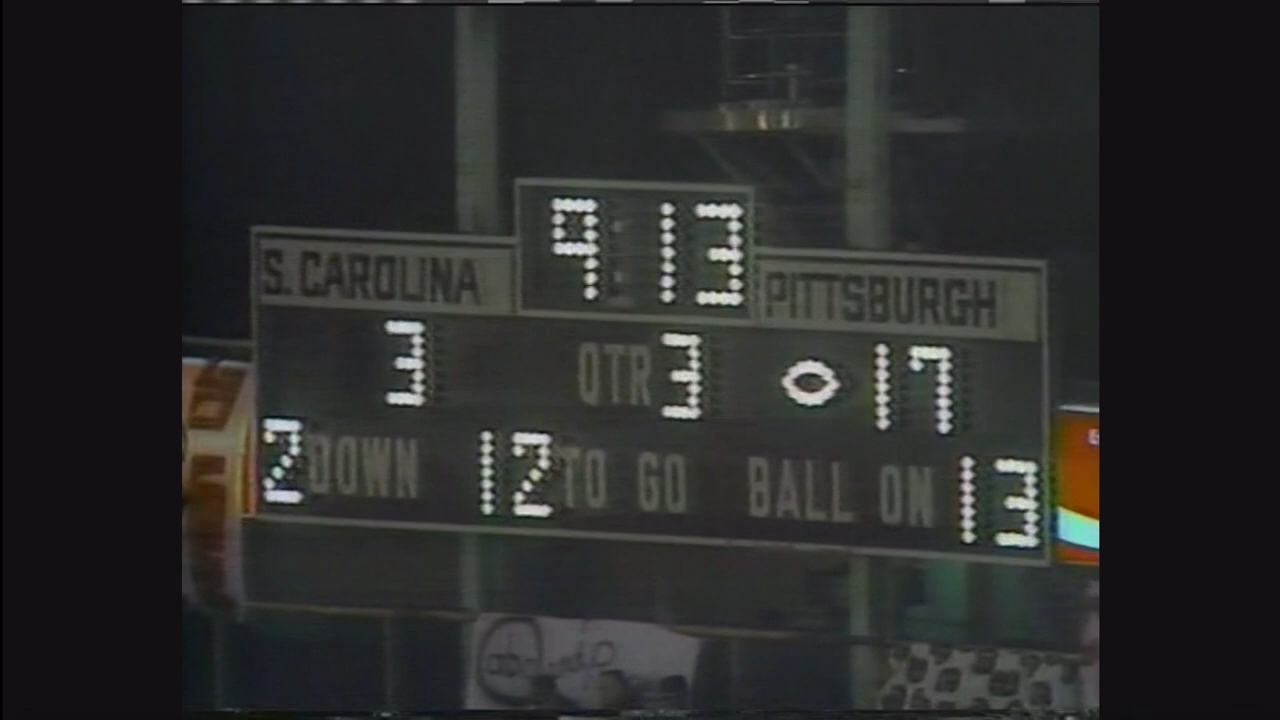 9 13
S. CAROLINA PITTSBURGH
3 QTR 3 17
2 DOWN 12 TO GO BALL ON 13